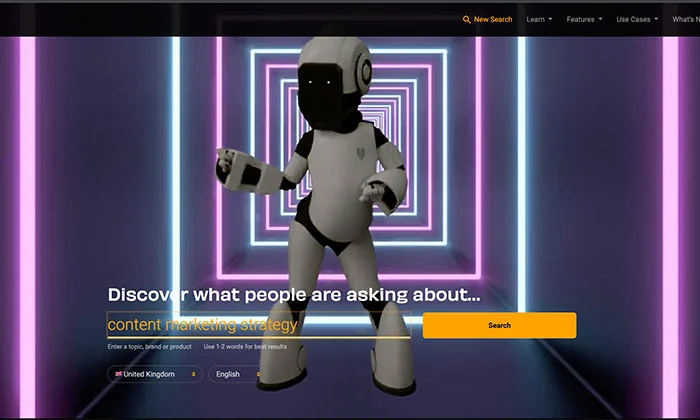 New Search Learn Features Use Cases What's N
Discover what people are asking about...
content marketing strategy Search
Enter a topic, brand or product Use 1-2 words for best results
United Kingdom English